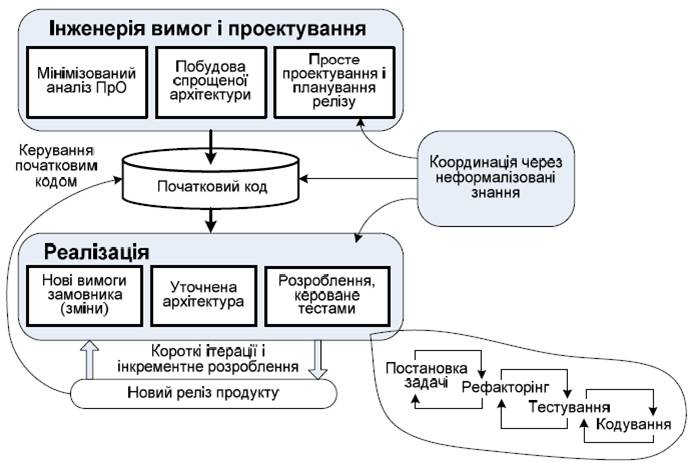 Інженерія вимог і проектування
Мінімізований
аналіз ПрО
Побудова
спрощеної
архітектури
Просте
проектування і
планування
релізу
Керування
початковим
кодом
Початковий код
Координація через
неформалізовані
знання
Реалізація
Нові вимоги
замовника
(зміни)
Уточнена
архітектура
Розроблення,
кероване
тестами
Короткі ітерації і
інкрементне розроблення
Новий реліз продукту
Постановка
задачі
Рефакторінг
Тестування
Кодування